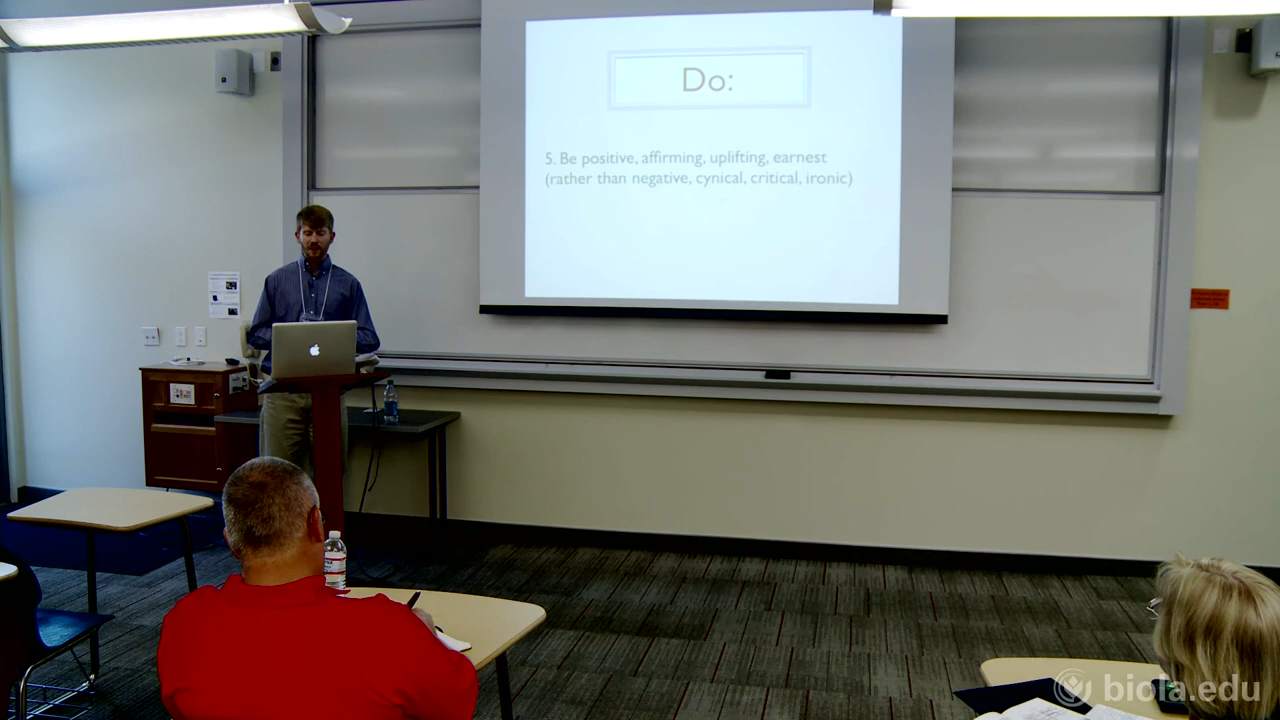 Do:
5. Be positive, affirming, uplifting, earnest
(rather than negative, cynical, critical, ironic)
biola.edu